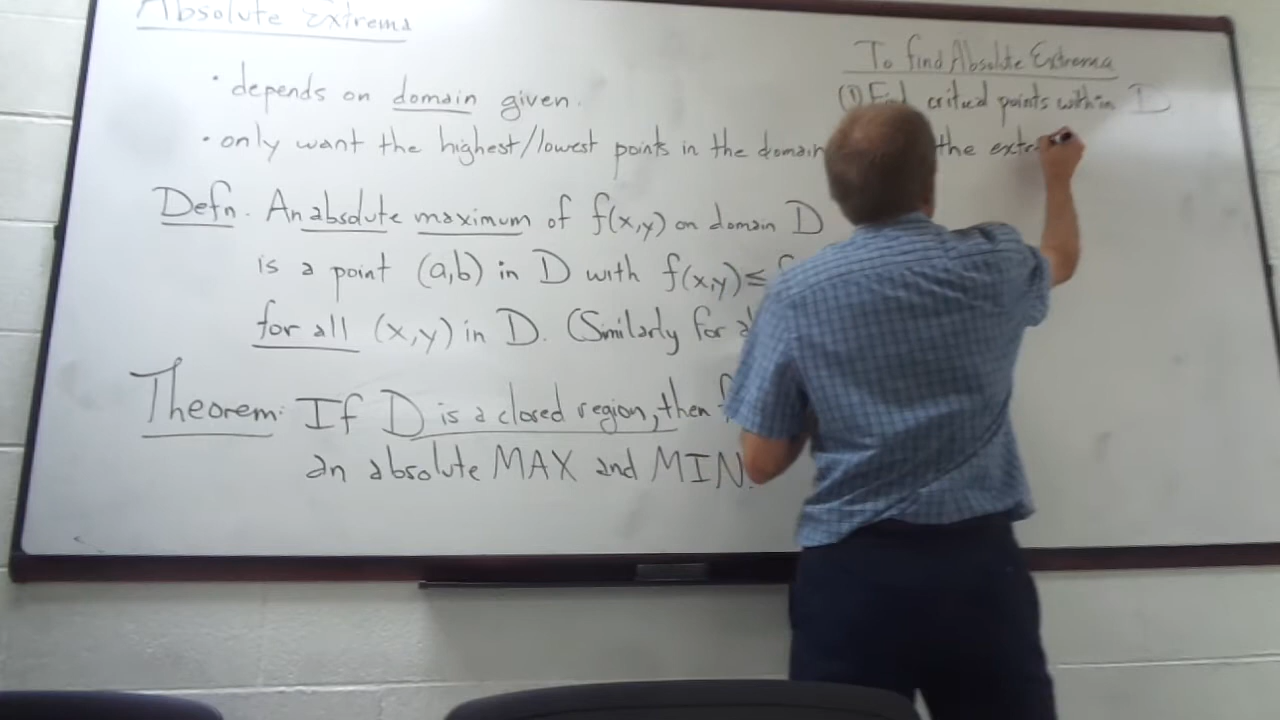 Absolute Extrema
• depends on domain given.
• only want the highest/lowest points in the domain
Defn. An absolute maximum of f(x,y) on domain D
is a point (a,b) in D with f(x,y) ≤
for all (x,y) in D. (Similarly for
Theorem: If D is a closed region, then
an absolute MAX and MIN.
To find Absolute Extrema
(1) Find critical points within D
the